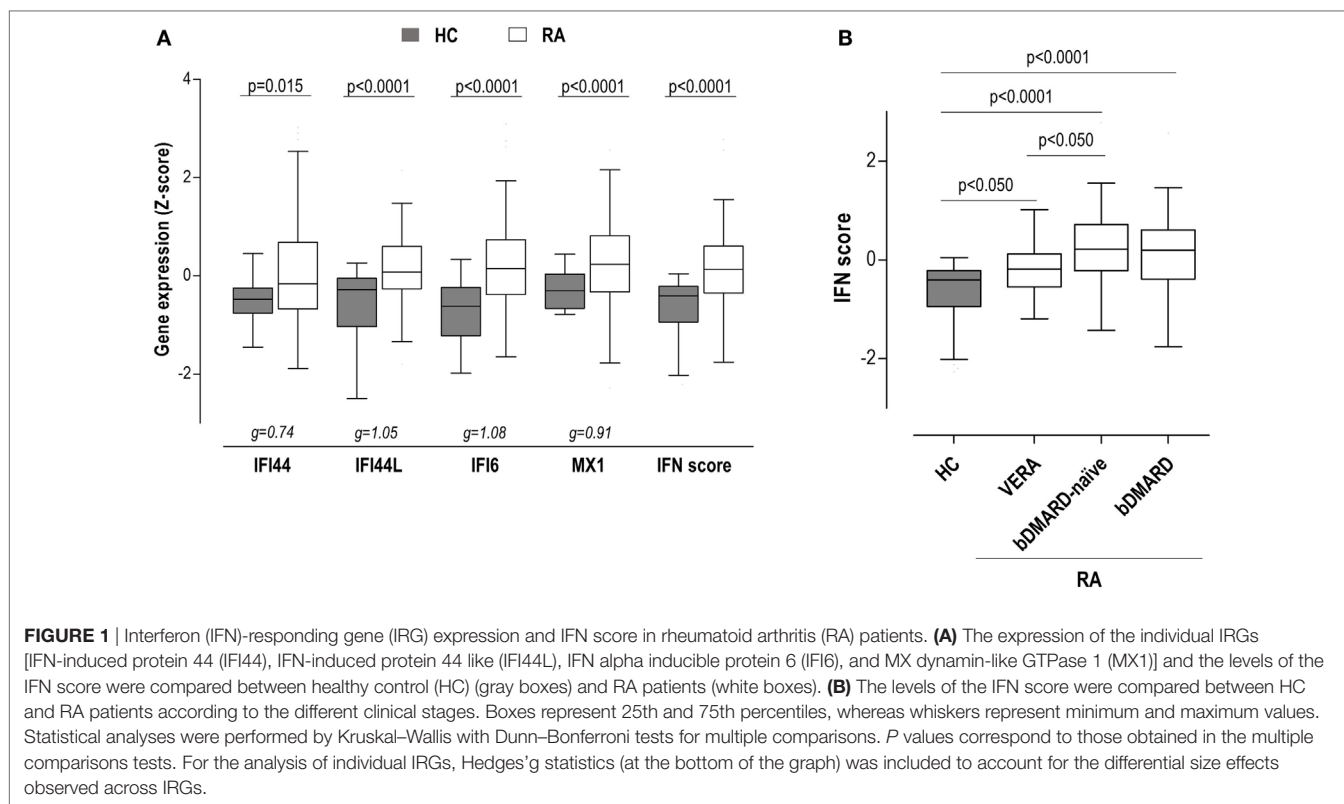 A
HC RA
4
2
0
-2
Gene expression (Z-score)
p=0.015 p<0.0001 p<0.0001 p<0.0001 p<0.0001
g=0.74 g=1.05 g=1.08 g=0.91
IFI44 IFI44L IFI6 MX1 IFN score
B
p<0.0001
p<0.0001
p<0.050
p<0.050
2
0
-2
IFN score
HC VERA bDMARD-naïve bDMARD
RA
FIGURE 1 | Interferon (IFN)-responding gene (IRG) expression and IFN score in rheumatoid arthritis (RA) patients. (A) The expression of the individual IRGs
[IFN-induced protein 44 (IFI44), IFN-induced protein 44 like (IFI44L), IFN alpha inducible protein 6 (IFI6), and MX dynamin-like GTPase 1 (MX1)] and the levels of the
IFN score were compared between healthy control (HC) (gray boxes) and RA patients (white boxes). (B) The levels of the IFN score were compared between HC
and RA patients according to the different clinical stages. Boxes represent 25th and 75th percentiles, whereas whiskers represent minimum and maximum values.
Statistical analyses were performed by Kruskal–Wallis with Dunn–Bonferroni tests for multiple comparisons. P values correspond to those obtained in the multiple
comparisons tests. For the analysis of individual IRGs, Hedges'g statistics (at the bottom of the graph) was included to account for the differential size effects
observed across IRGs.